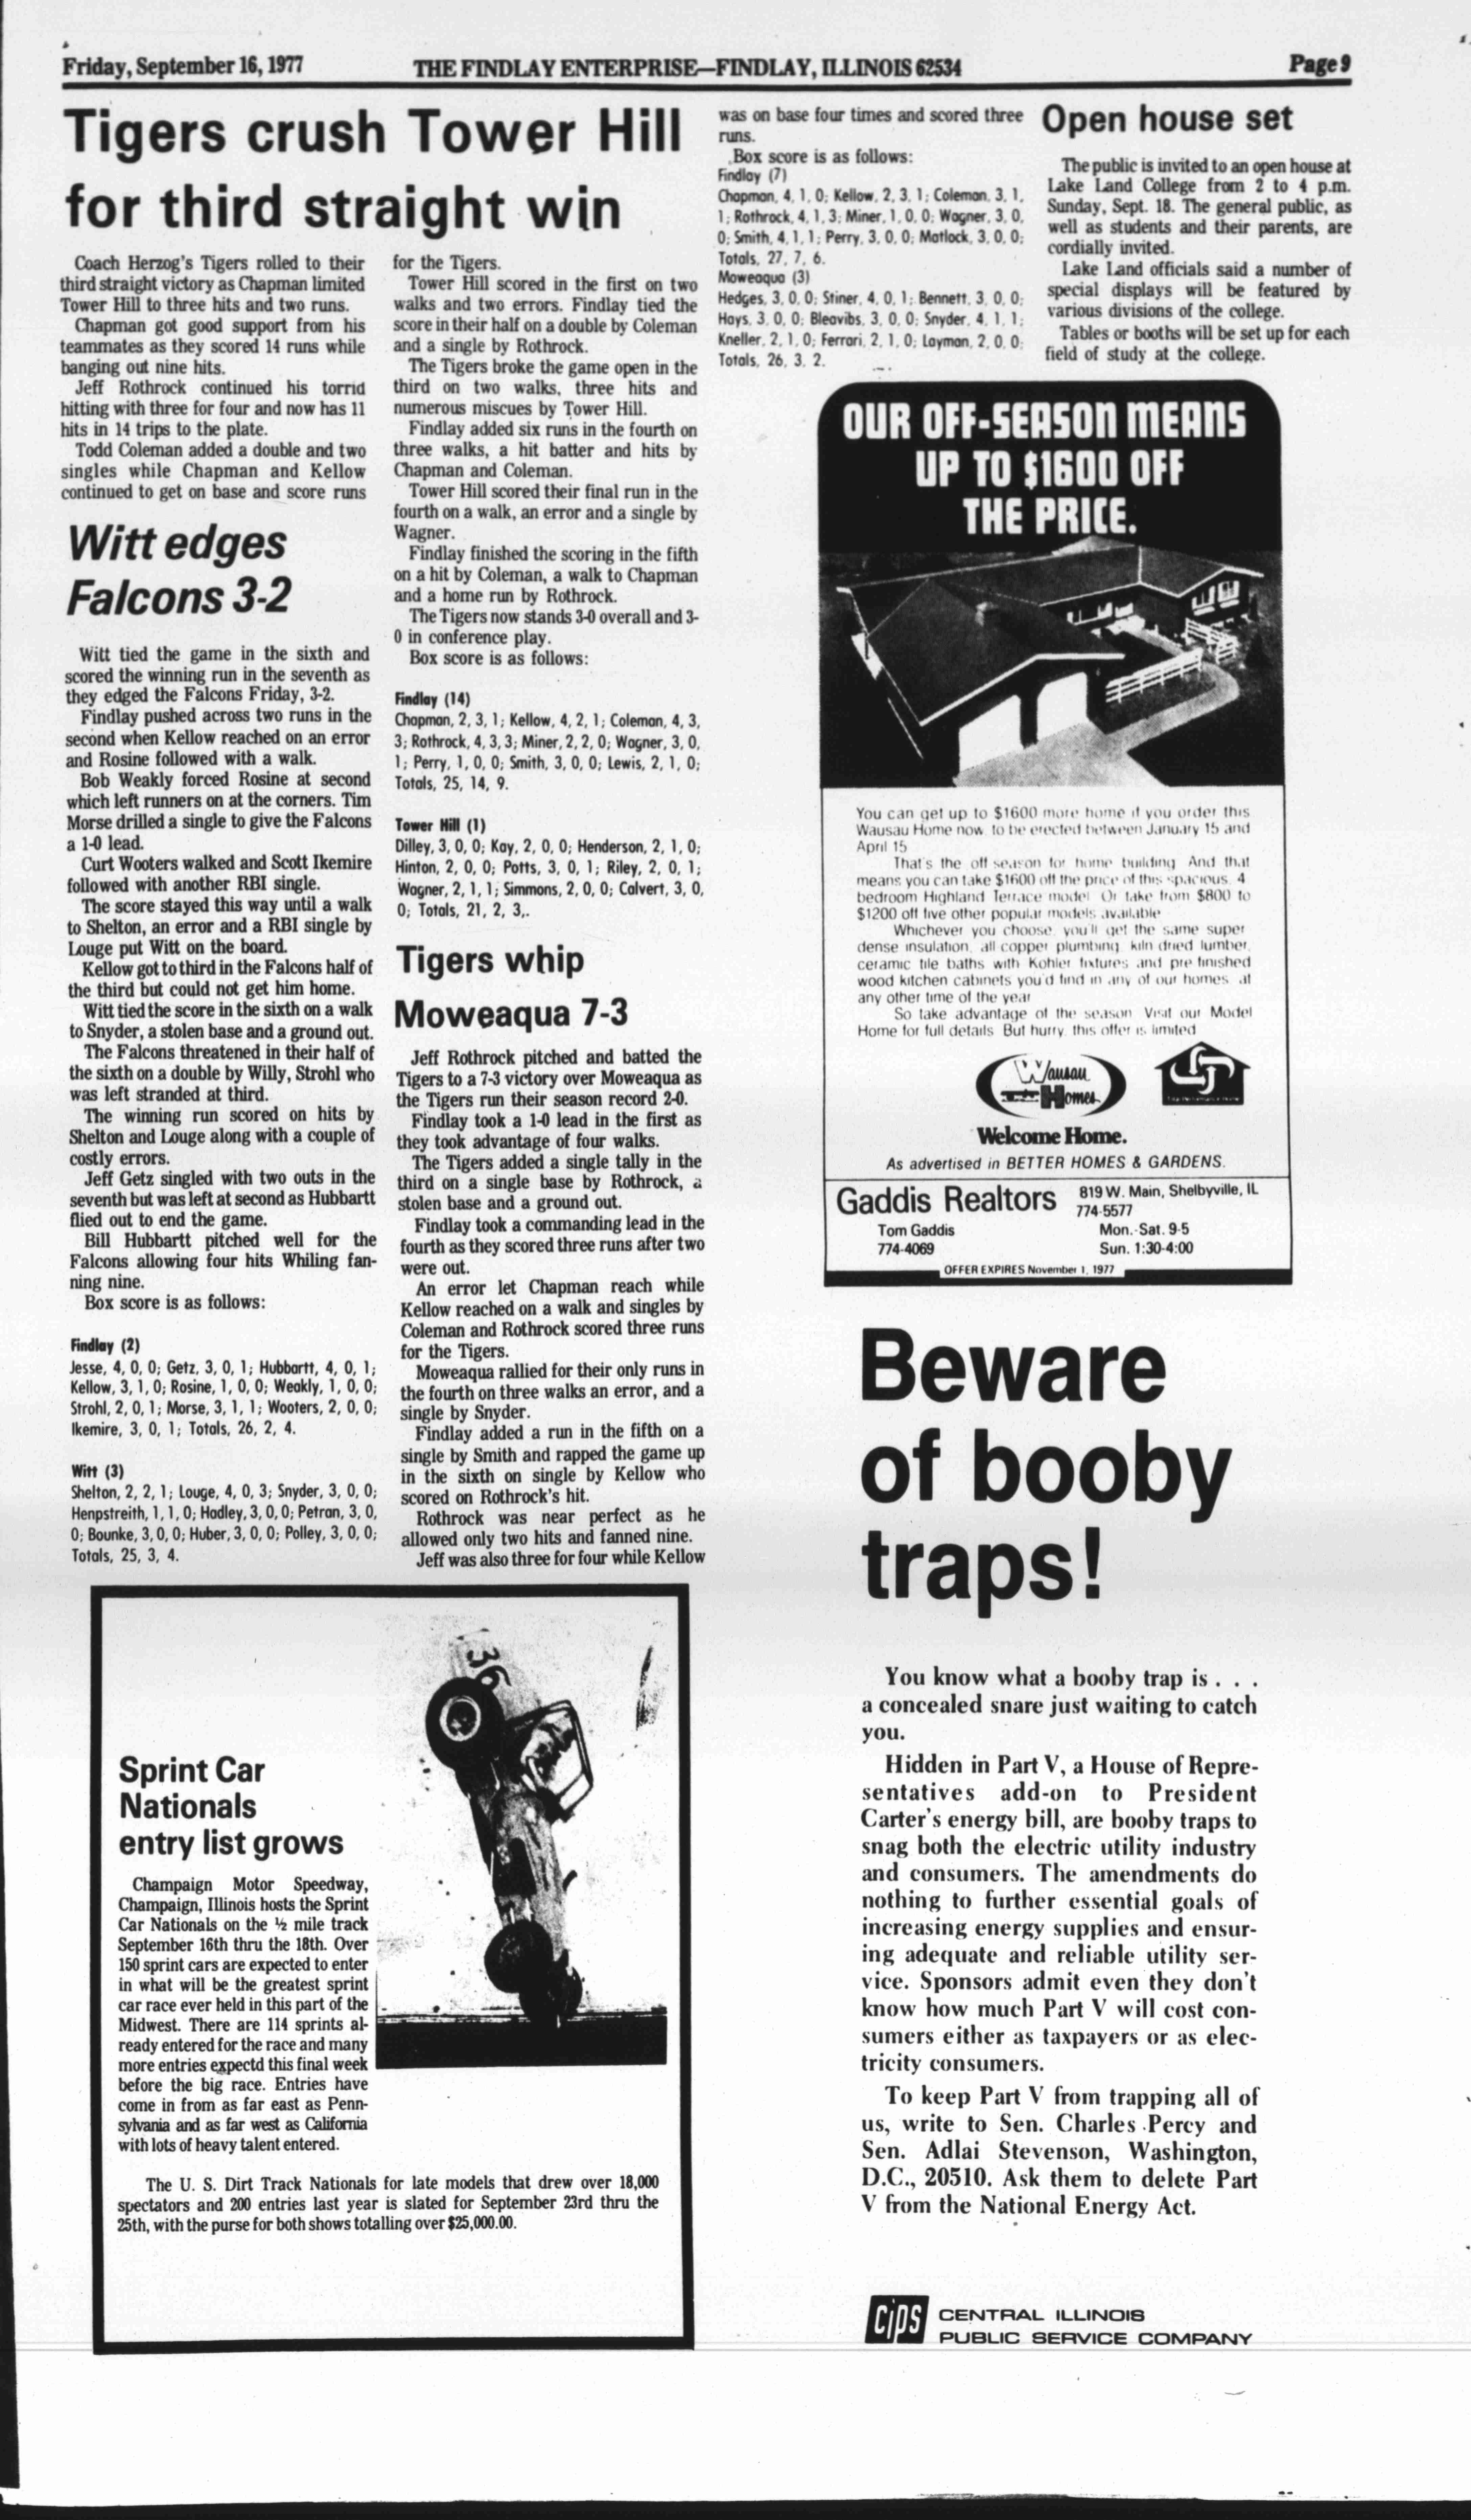 Friday, September 16, 1977
THE FINDLAY ENTERPRISE—FINDLAY, ILLINOIS 62534
Page 9
Tigers crush Tower Hill
for third straight win
Coach Herzog's Tigers rolled to their
third straight victory as Chapman limited
Tower Hill to three hits and two runs.
Chapman got good support from his
teammates as they scored 14 runs while
banging out nine hits.
Jeff Rothrock continued his torrid
hitting with three for four and now has 11
hits in 14 trips to the plate.
Todd Coleman added a double and two
singles while Chapman and Kellow
continued to get on base and score runs
for the Tigers.
Tower Hill scored in the first on two
walks and two errors. Findlay tied the
score in their half on a double by Coleman
and a single by Rothrock.
The Tigers broke the game open in the
third on two walks, three hits and
numerous miscues by Tower Hill.
Findlay added six runs in the fourth on
three walks, a hit batter and hits by
Chapman and Coleman.
Tower Hill scored their final run in the
fourth on a walk, an error and a single by
Wagner.
Findlay finished the scoring in the fifth
on a hit by Coleman, a walk to Chapman
and a home run by Rothrock.
The Tigers now stands 3-0 overall and 3-
0 in conference play.
Box score is as follows:
Findlay (14)
Chapman, 2, 3, 1; Kellow, 4, 2, 1; Coleman, 4, 3,
3; Rothrock, 4, 3, 3; Miner, 2, 2, 0; Wagner, 3, 0,
1; Perry, 1, 0, 0; Smith, 3, 0, 0; Lewis, 2, 1, 0;
Totals, 25, 14, 9.
Tower Hill (1)
Dilley, 3, 0, 0; Kay, 2, 0, 0; Henderson, 2, 1, 0;
Hinton, 2, 0, 0; Potts, 3, 0, 1; Riley, 2, 0, 1;
Wagner, 2, 1, 1; Simmons, 2, 0, 0; Calvert, 3, 0,
0; Totals, 21, 2, 3,.
Witt edges
Falcons 3-2
Witt tied the game in the sixth and
scored the winning run in the seventh as
they edged the Falcons Friday, 3-2.
Findlay pushed across two runs in the
second when Kellow reached on an error
and Rosine followed with a walk.
Bob Weakly forced Rosine at second
which left runners on at the corners. Tim
Morse drilled a single to give the Falcons
a 1-0 lead.
Curt Wooters walked and Scott Ikemire
followed with another RBI single.
The score stayed this way until a walk
to Shelton, an error and a RBI single by
Louge put Witt on the board.
Kellow got to third in the Falcons half of
the third but could not get him home.
Witt tied the score in the sixth on a walk
to Snyder, a stolen base and a ground out.
The Falcons threatened in their half of
the sixth on a double by Willy, Strohl who
was left stranded at third.
The winning run scored on hits by
Shelton and Louge along with a couple of
costly errors.
Jeff Getz singled with two outs in the
seventh but was left at second as Hubbartt
flied out to end the game.
Bill Hubbartt pitched well for the
Falcons allowing four hits Whiling fan-
ning nine.
Box score is as follows:
Findlay (2)
Jesse, 4, 0, 0; Getz, 3, 0, 1; Hubbartt, 4, 0, 1;
Kellow, 3, 1, 0; Rosine, 1, 0, 0; Weakly, 1, 0, 0;
Strohl, 2, 0, 1; Morse, 3, 1, 1; Wooters, 2, 0, 0;
Ikemire, 3, 0, 1; Totals, 26, 2, 4.
Witt (3)
Shelton, 2, 2, 1; Louge, 4, 0, 3; Snyder, 3, 0, 0;
Henpstreith, 1, 1, 0; Hadley, 3, 0, 0; Petran, 3, 0,
0; Bounke, 3, 0, 0; Huber, 3, 0, 0; Polley, 3, 0, 0;
Totals, 25, 3, 4.
Tigers whip
Moweaqua 7-3
Jeff Rothrock pitched and batted the
Tigers to a 7-3 victory over Moweaqua as
the Tigers run their season record 2-0.
Findlay took a 1-0 lead in the first as
they took advantage of four walks.
The Tigers added a single tally in the
third on a single base by Rothrock, a
stolen base and a ground out.
Findlay took a commanding lead in the
fourth as they scored three runs after two
were out.
An error let Chapman reach while
Kellow reached on a walk and singles by
Coleman and Rothrock scored three runs
for the Tigers.
Moweaqua rallied for their only runs in
the fourth on three walks an error, and a
single by Snyder.
Findlay added a run in the fifth on a
single by Smith and rapped the game up
in the sixth on single by Kellow who
scored on Rothrock's hit.
Rothrock was near perfect as he
allowed only two hits and fanned nine.
Jeff was also three for four while Kellow
was on base four times and scored three
runs.
Box score is as follows:
Findlay (7)
Chapman, 4, 1, 0; Kellow, 2, 3, 1; Coleman, 3, 1,
1; Rothrock, 4, 1, 3; Miner, 1, 0, 0; Wagner, 3, 0,
0; Smith, 4, 1, 1; Perry, 3, 0, 0; Matlock, 3, 0, 0;
Totals, 27, 7, 6.
Moweaqua (3)
Hedges, 3, 0, 0; Stiner, 4, 0, 1; Bennett, 3, 0, 0;
Hays, 3, 0, 0; Bleavibs, 3, 0, 0; Snyder, 4, 1, 1;
Kneller, 2, 1, 0; Ferrari, 2, 1, 0; Layman, 2, 0, 0;
Totals, 26, 3, 2.
Open house set
The public is invited to an open house at
Lake Land College from 2 to 4 p.m.
Sunday, Sept. 18. The general public, as
well as students and their parents, are
cordially invited.
Lake Land officials said a number of
special displays will be featured by
various divisions of the college.
Tables or booths will be set up for each
field of study at the college.
OUR OFF-SEASON MEANS
UP TO $1600 OFF
THE PRICE.
You can get up to $1600 more home if you order this
Wausau Home now, to be erected between January 15 and
April 15
That's the off season for home building And that
means you can take $1600 off the price of this spacious 4
bedroom Highland Terrace model Or take from $800 to
$1200 off five other popular models available
Whichever you choose, you'll get the same super
dense insulation, all copper plumbing, kiln dried lumber,
ceramic tile baths with Kohler fixtures and pre finished
wood kitchen cabinets you'd find in any of our homes at
any other time of the year
So take advantage of the season Visit our Model
Home for full details But hurry, this offer is limited
Wausau
Homes
Welcome Home.
As advertised in BETTER HOMES & GARDENS.
Gaddis Realtors
819 W. Main, Shelbyville, IL
774-5577
Tom Gaddis
774-4069
Mon.-Sat. 9-5
Sun. 1:30-4:00
OFFER EXPIRES November 1, 1977
Beware
of booby
traps!
You know what a booby trap is . . .
a concealed snare just waiting to catch
you.
Hidden in Part V, a House of Repre-
sentatives add-on to President
Carter's energy bill, are booby traps to
snag both the electric utility industry
and consumers. The amendments do
nothing to further essential goals of
increasing energy supplies and ensur-
ing adequate and reliable utility ser-
vice. Sponsors admit even they don't
know how much Part V will cost con-
sumers either as taxpayers or as elec-
tricity consumers.
To keep Part V from trapping all of
us, write to Sen. Charles Percy and
Sen. Adlai Stevenson, Washington,
D.C., 20510. Ask them to delete Part
V from the National Energy Act.
CIPS
CENTRAL ILLINOIS
PUBLIC SERVICE COMPANY
36
Sprint Car
Nationals
entry list grows
Champaign Motor Speedway,
Champaign, Illinois hosts the Sprint
Car Nationals on the ½ mile track
September 16th thru the 18th. Over
150 sprint cars are expected to enter
in what will be the greatest sprint
car race ever held in this part of the
Midwest. There are 114 sprints al-
ready entered for the race and many
more entries expectd this final week
before the big race. Entries have
come in from as far east as Penn-
sylvania and as far west as California
with lots of heavy talent entered.
The U. S. Dirt Track Nationals for late models that drew over 18,000
spectators and 200 entries last year is slated for September 23rd thru the
25th, with the purse for both shows totalling over $25,000.00.